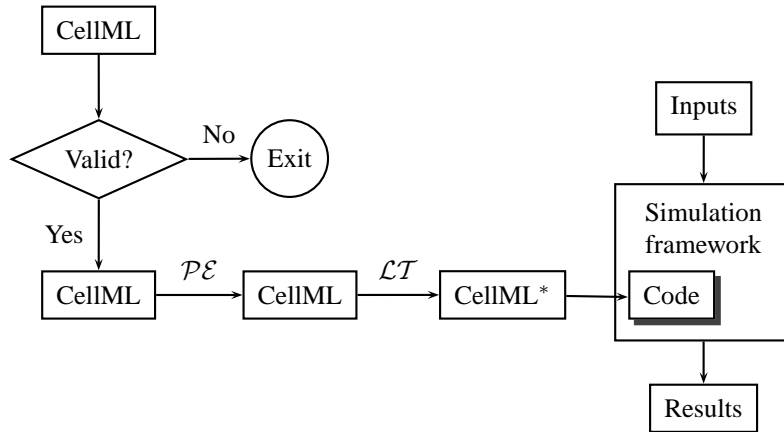 CellML
Inputs
No
Valid?
Exit
Yes
Simulation
framework
𝒫ℰ
ℒ𝒯
CellML
CellML
CellML*
Code
Results